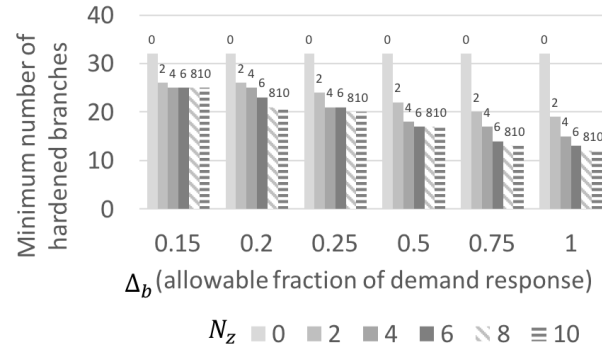 Minimum number of
hardened branches
40
30
20
10
0
0 2 4 6 8 10
0 2 4 6 8 10
0 2 4 6 8 10
0 2 4 6 8 10
0 2 4 6 8 10
0 2 4 6 8 10
0.15 0.2 0.25 0.5 0.75 1
Δb (allowable fraction of demand response)
Nz 0 2 4 6 8 10